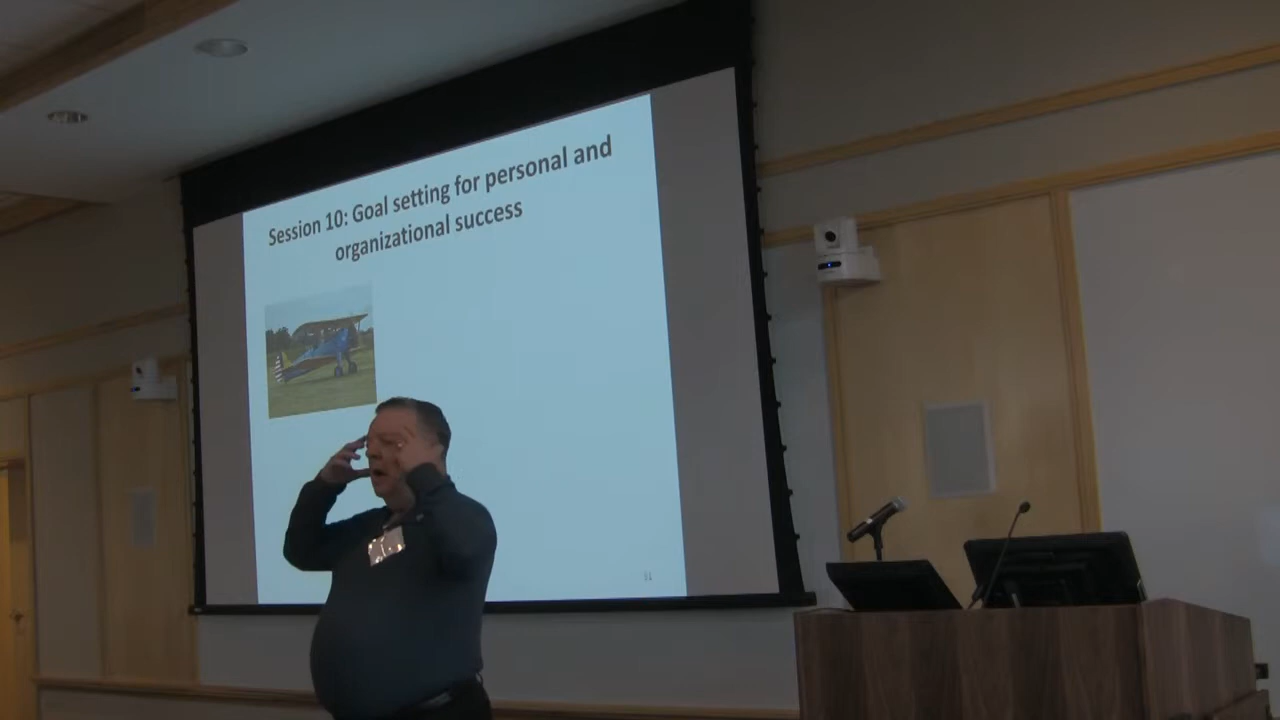 Session 10: Goal setting for personal and
organizational success